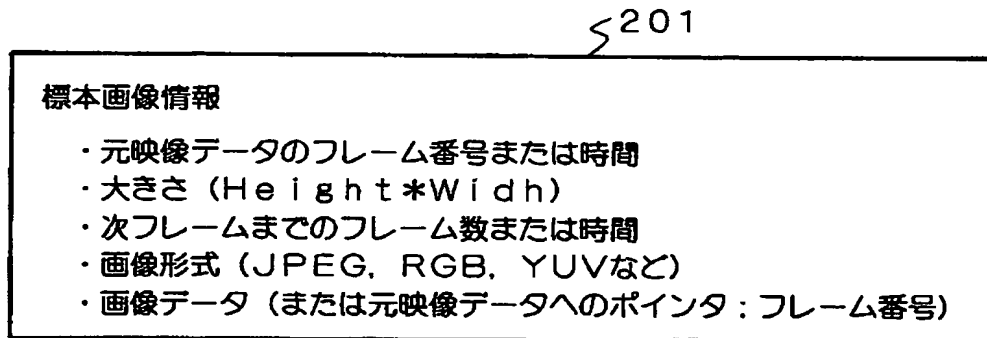 201
標本画像情報
・元映像データのフレーム番号または時間
・大きさ（Height*Widh）
・次フレームまでのフレーム数または時間
・画像形式（JPEG, RGB, YUVなど）
・画像データ（または元映像データへのポインタ：フレーム番号）